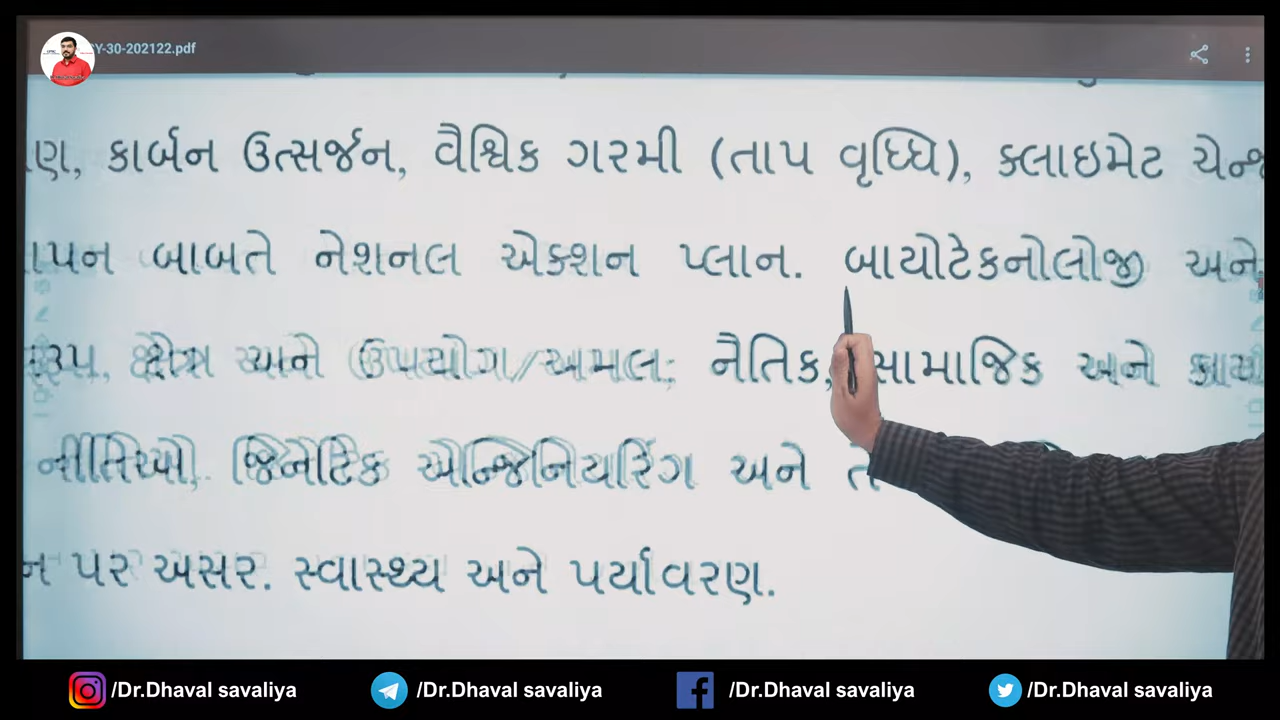 SY-30-202122.pdf
કાર્બન ઉત્સર્જન, વૈશ્વિક ગરમી (તાપ વૃધ્ધિ), ક્લાઇમેટ
બાબતે નેશનલ એક્શન પ્લાન. બાયોટેકનોલોજી અને
ક્ષેત્ર અને ઉપયોગ/અમલ; નૈતિક, સામાજિક અને
નીતિઓ, જિનેટિક એન્જિનિયરિંગ અને
પર અસર. સ્વાસ્થ્ય અને પર્યાવરણ.
/Dr.Dhaval savaliya /Dr.Dhaval savaliya /Dr.Dhaval savaliya /Dr.Dhaval savaliya